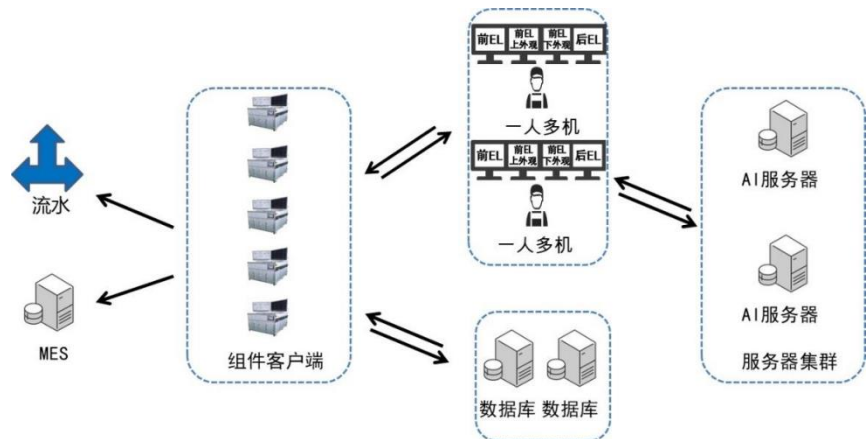 前EL
前EL
上外观
前EL
下外观
后EL
一人多机
前EL
前EL
上外观
前EL
下外观
后EL
一人多机
流水
MES
组件客户端
数据库 数据库
AI服务器
AI服务器
服务器集群